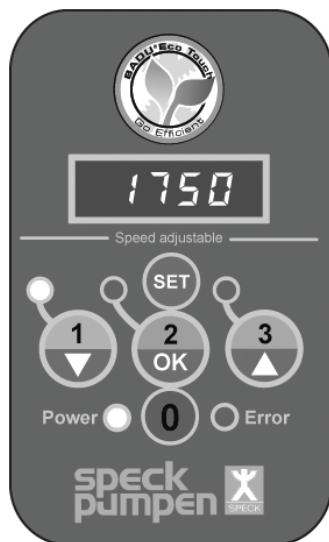 BADU®Eco Touch
Go Efficient
1750
Speed adjustable
SET
1 2 3
OK
Power 0 Error
speck
pumpen
SPECK